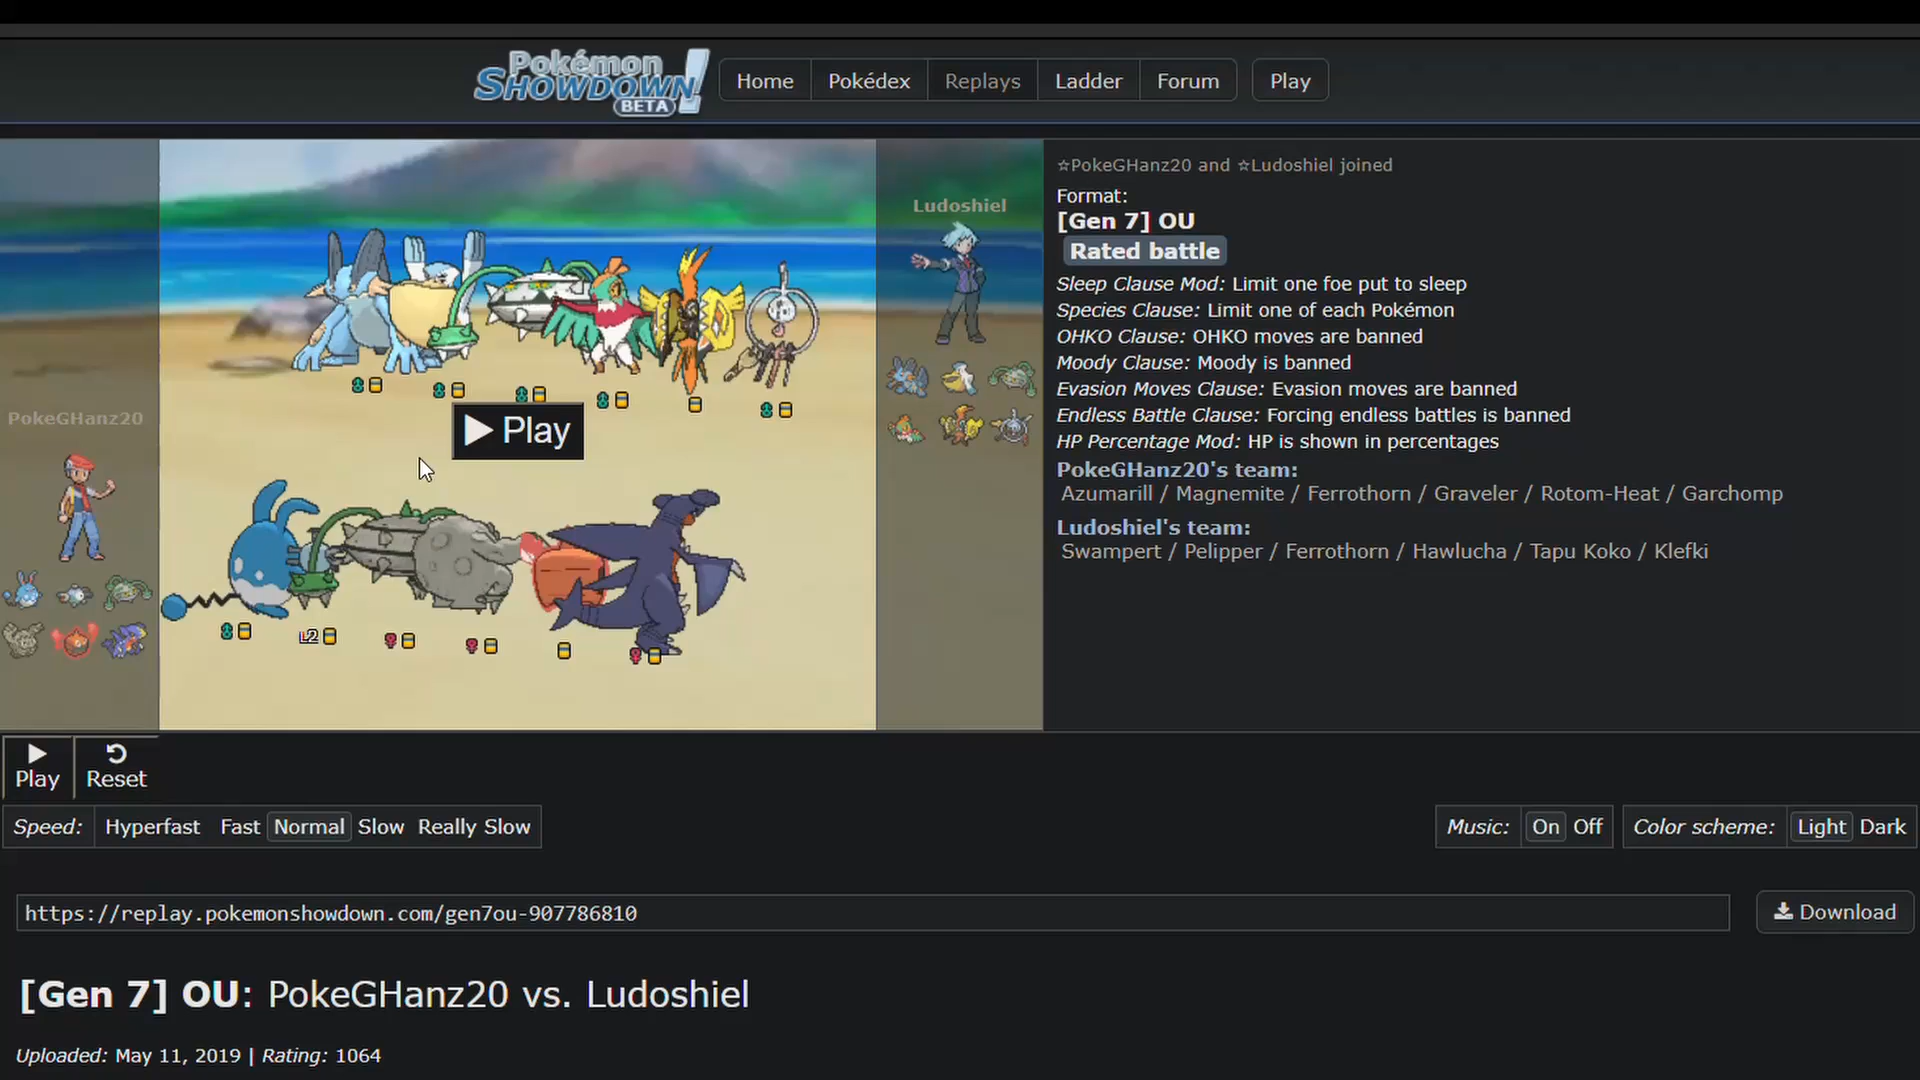 Pokémon
SHOWDOWN!
BETA
Home Pokédex Replays Ladder Forum Play
☆PokeGHanz20 and ☆Ludoshiel joined
Format:
[Gen 7] OU
Rated battle
Sleep Clause Mod: Limit one foe put to sleep
Species Clause: Limit one of each Pokémon
OHKO Clause: OHKO moves are banned
Moody Clause: Moody is banned
Evasion Moves Clause: Evasion moves are banned
Endless Battle Clause: Forcing endless battles is banned
HP Percentage Mod: HP is shown in percentages
PokeGHanz20's team:
Azumarill / Magnemite / Ferrothorn / Graveler / Rotom-Heat / Garchomp
Ludoshiel's team:
Swampert / Pelipper / Ferrothorn / Hawlucha / Tapu Koko / Klefki
Ludoshiel
PokeGHanz20
Play
L2
Play
Reset
Speed: Hyperfast Fast Normal Slow Really Slow
Music: On Off
Color scheme: Light Dark
https://replay.pokemonshowdown.com/gen7ou-907786810
Download
[Gen 7] OU: PokeGHanz20 vs. Ludoshiel
Uploaded: May 11, 2019 | Rating: 1064